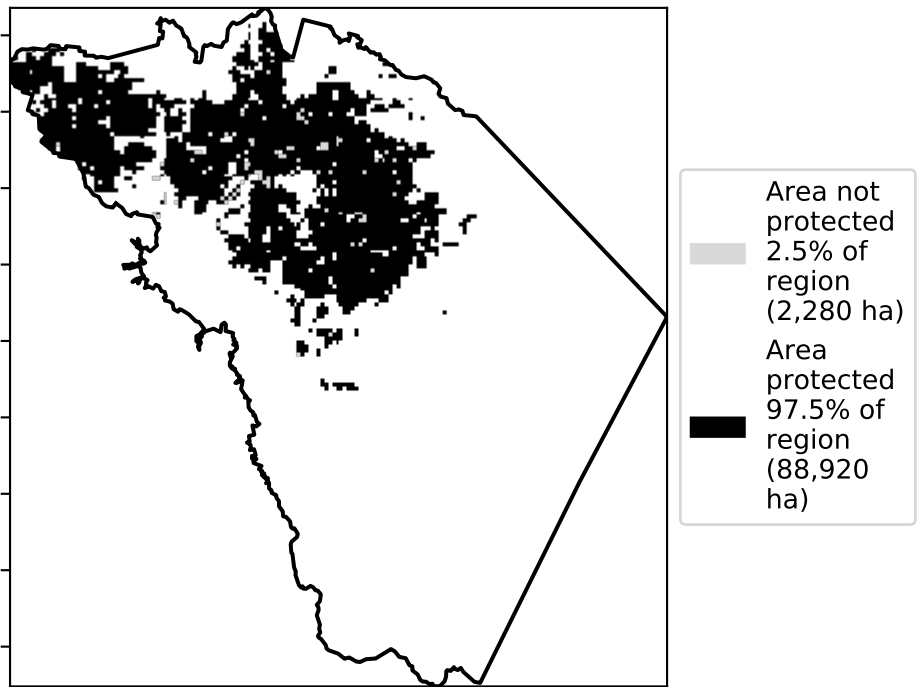 Area not
protected
2.5% of
region
(2,280 ha)
Area
protected
97.5% of
region
(88,920
ha)